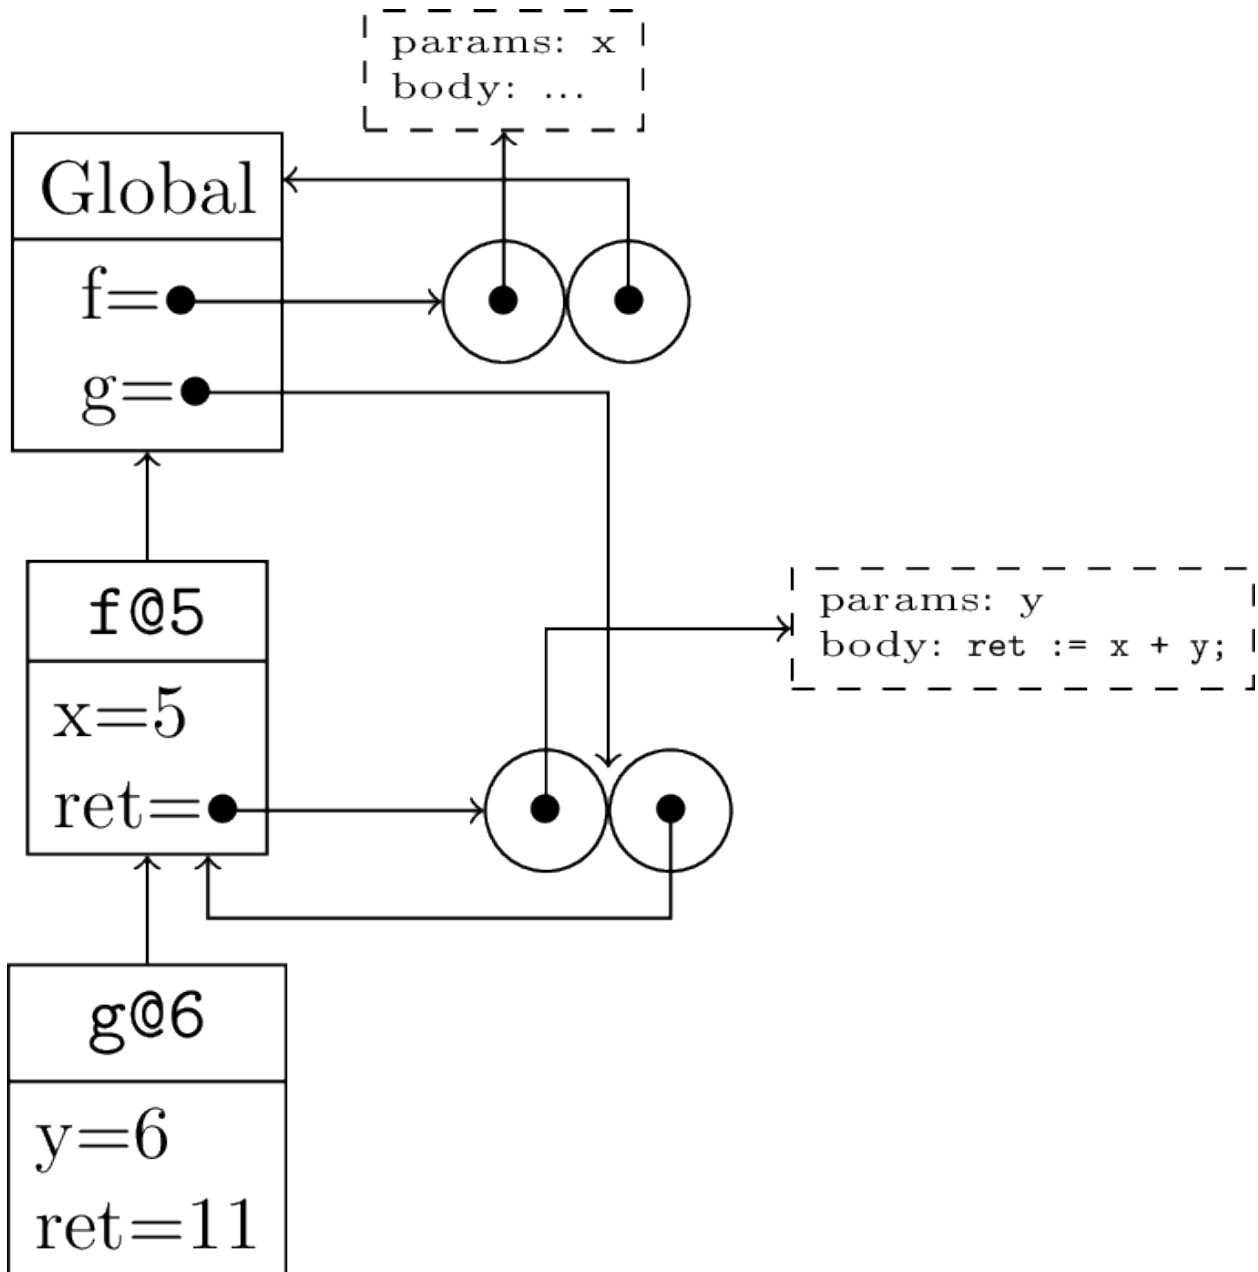 params: x
body: ...
Global
f=
g=
f@5
x=5
ret=
params: y
body: ret := x + y;
g@6
y=6
ret=11